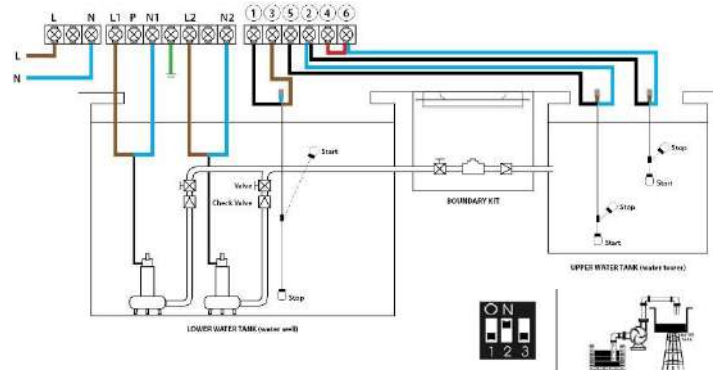 L N L1 P N1 L2 N2 1 3 5 2 4 6
L
N
Start
Stop
Start
Valve
Check Valve
Stop
Stop
Start
Stop
BOUNDARY KIT
UPPER WATER TANK (water tower)
LOWER WATER TANK (water well)
ON
1 2 3